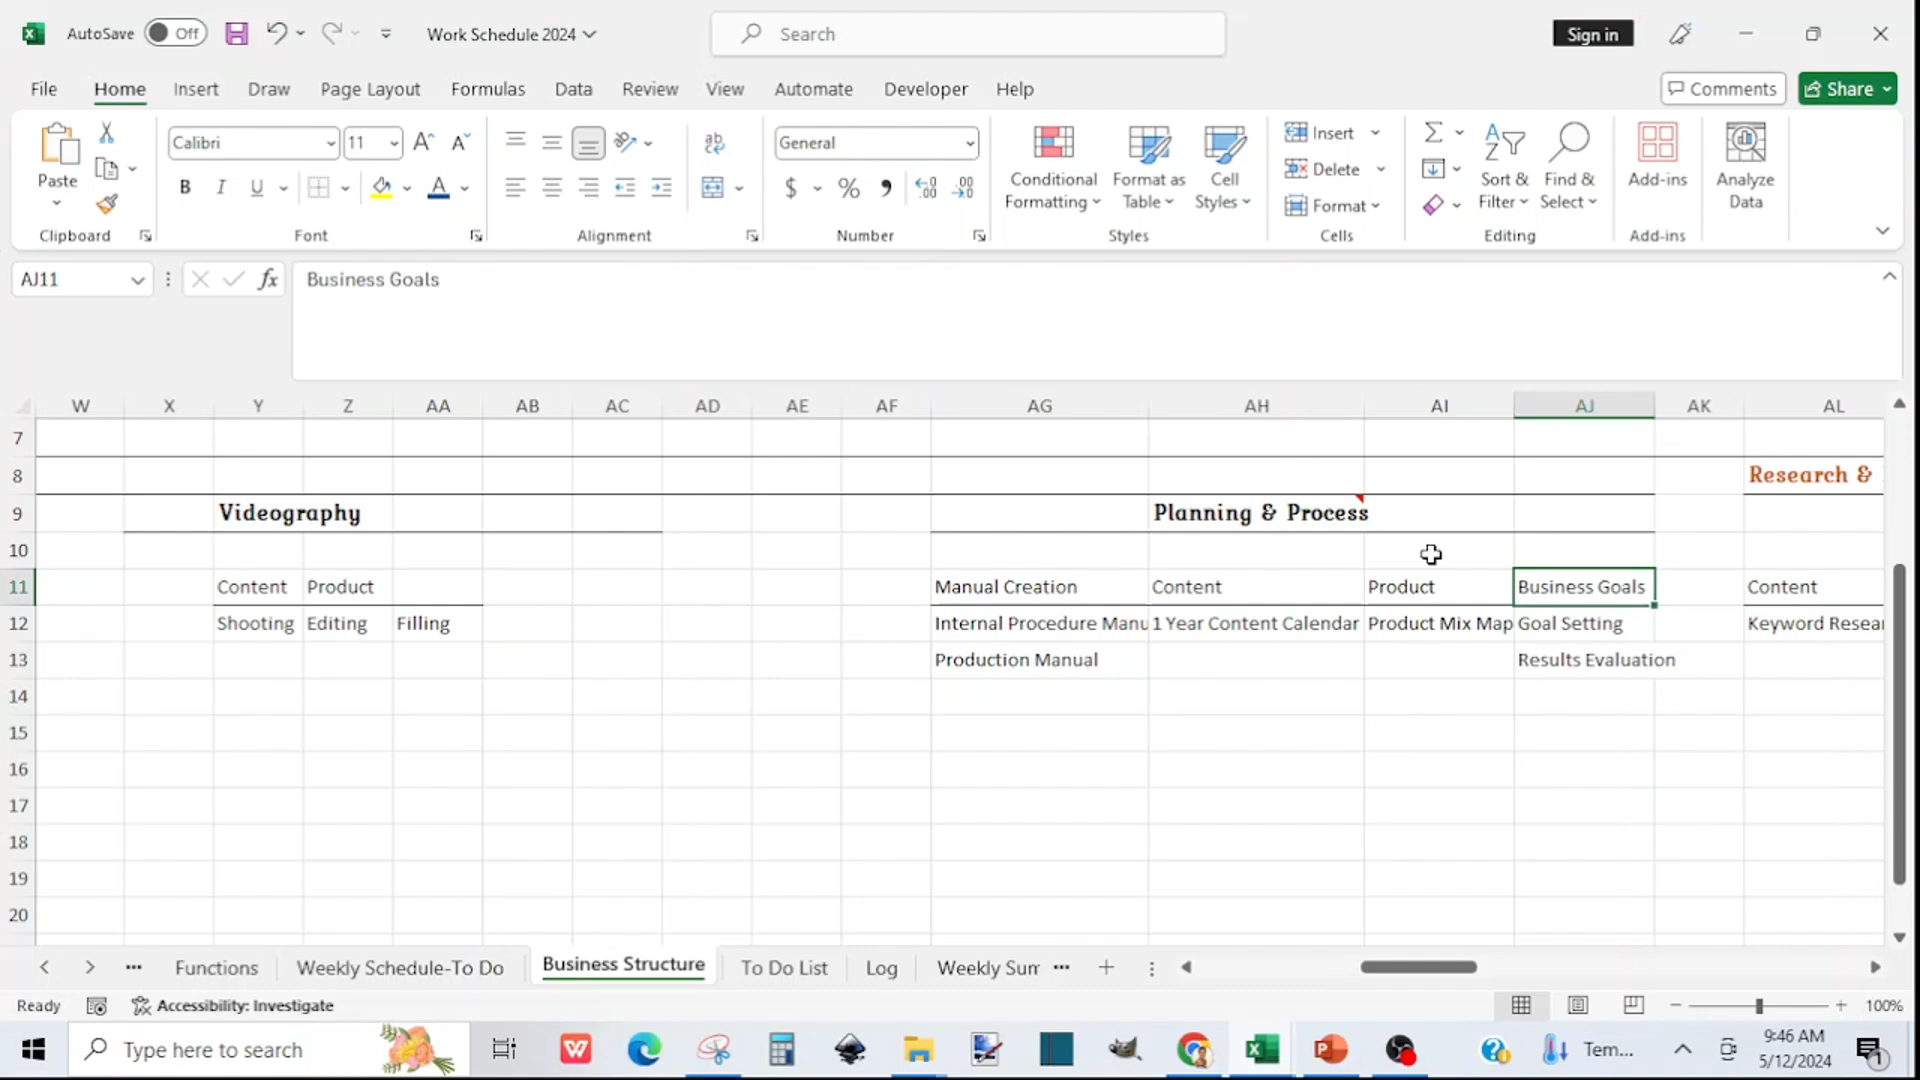 AutoSave Off Work Schedule 2024 Search Sign in
File Home Insert Draw Page Layout Formulas Data Review View Automate Developer Help Comments Share
Paste Calibri 11 General Conditional Formatting Format as Table Cell Styles Insert Delete Format Sort & Filter Find & Select Add-ins Analyze Data
Clipboard Font Alignment Number Styles Cells Editing Add-ins
AJ11 fx Business Goals
W X Y Z AA AB AC AD AE AF AG AH AI AJ AK AL
7
8 Research &
9 Videography Planning & Process
10
11 Content Product Manual Creation Content Product Business Goals Content
12 Shooting Editing Filling Internal Procedure Manu 1 Year Content Calendar Product Mix Map Goal Setting Keyword Resear
13 Production Manual Results Evaluation
14
15
16
17
18
19
20
Functions Weekly Schedule-To Do Business Structure To Do List Log Weekly Sum
Ready Accessibility: Investigate 100%
Type here to search Tem... 9:46 AM
5/12/2024